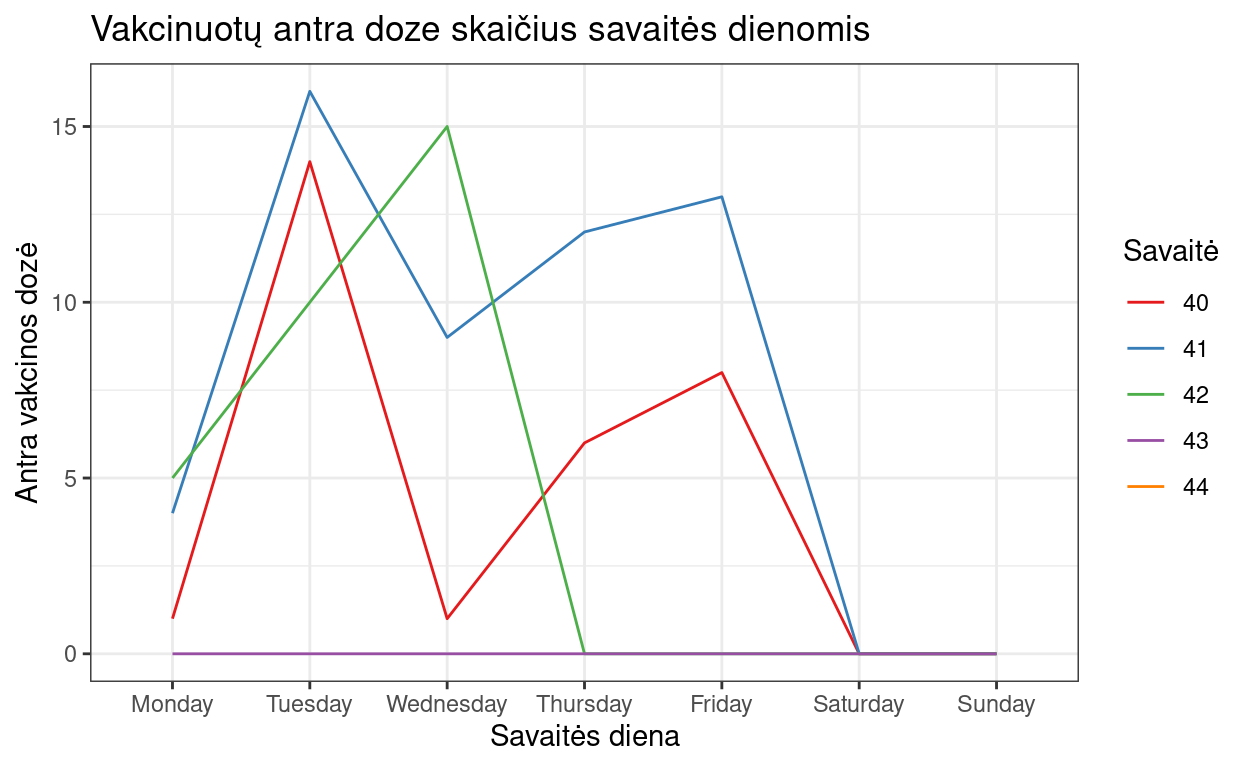 Vakcinuotų antra doze skaičius savaitės dienomis
Antra vakcinos dozė
15
10
5
0
Monday Tuesday Wednesday Thursday Friday Saturday Sunday
Savaitės diena
Savaitė
40
41
42
43
44